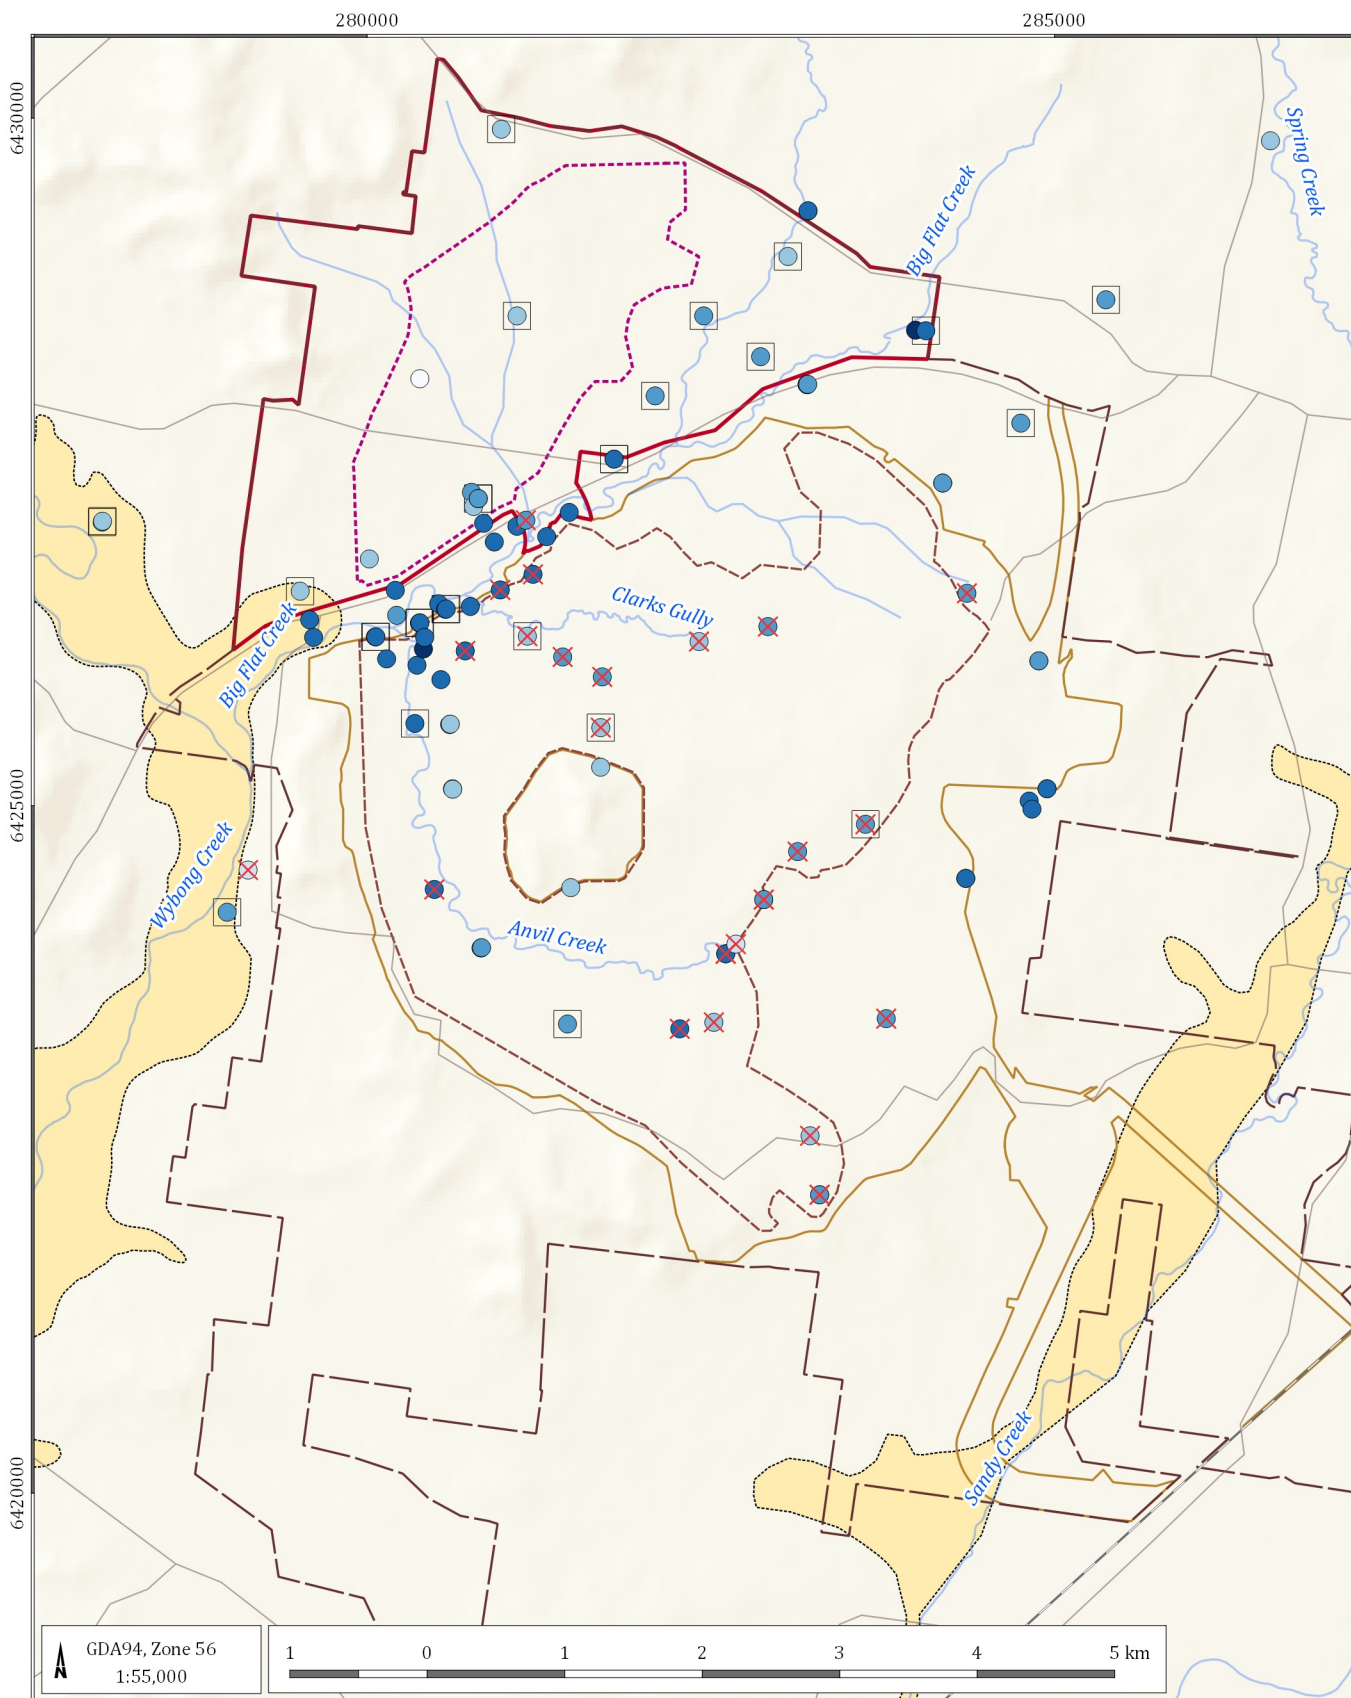 280000
285000
6430000
Spring Creek
Big Flat Creek
Clarks Gully
Big Flat Creek
6425000
Wybong Creek
Anvil Creek
Sandy Creek
6420000
GDA94, Zone 56
1:55,000
N
1 0 1 2 3 4 5 km